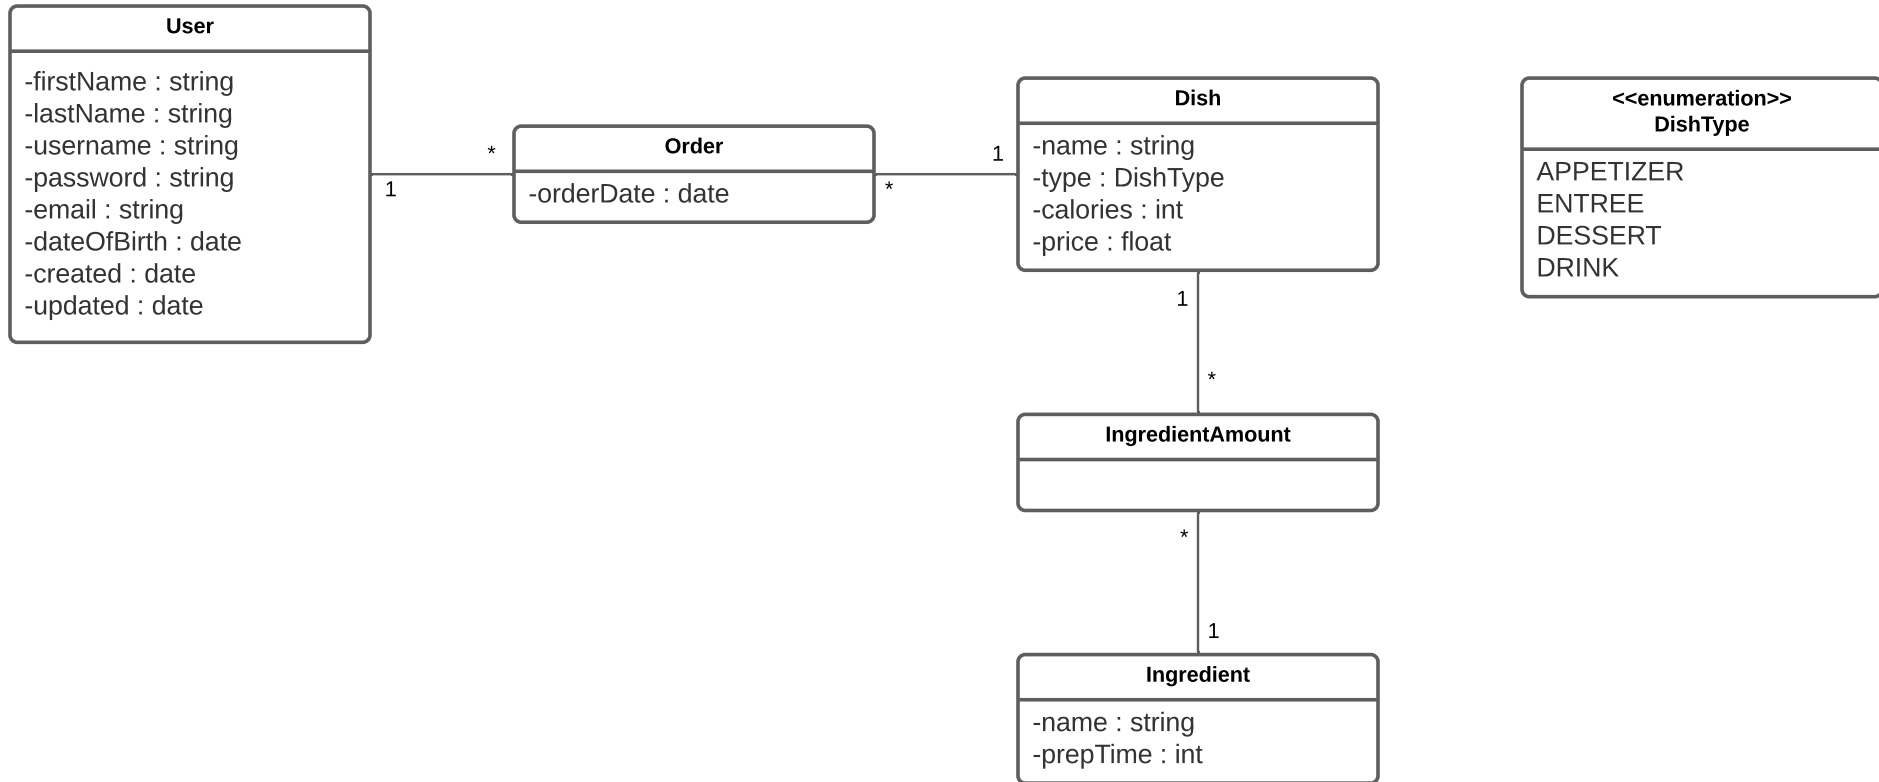 User
-firstName : string
-lastName : string
-username : string
-password : string
-email : string
-dateOfBirth : date
-created : date
-updated : date
1
*
Order
-orderDate : date
*
1
Dish
-name : string
-type : DishType
-calories : int
-price : float
<<enumeration>>
DishType
APPETIZER
ENTREE
DESSERT
DRINK
1
*
IngredientAmount
*
1
Ingredient
-name : string
-prepTime : int